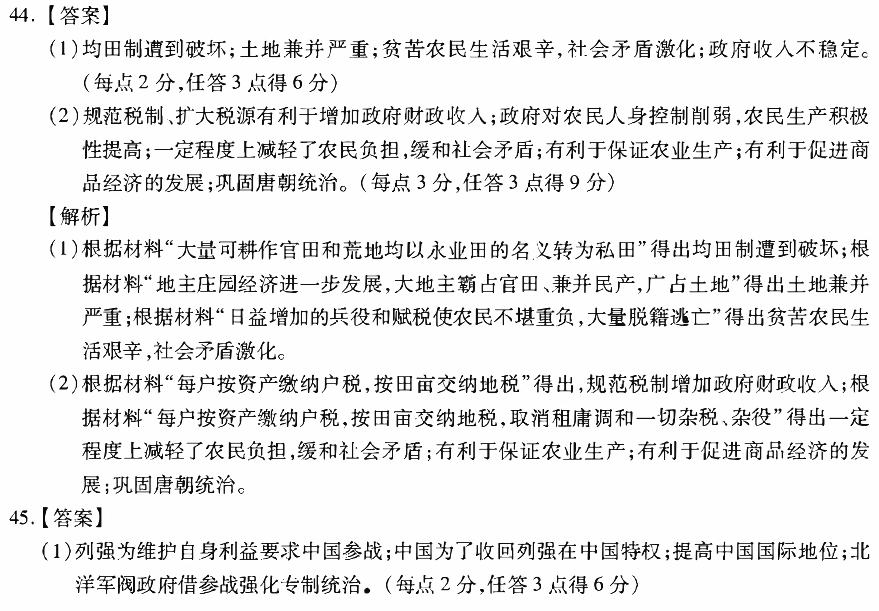 44.【答案】
(1)均田制遭到破坏;土地兼并严重;贫苦农民生活艰辛,社会矛盾激化;政府收入不稳定。
(每点2分,任答3点得6分)
(2)规范税制、扩大税源有利于增加政府财政收入;政府对农民人身控制削弱,农民生产积极
性提高;一定程度上减轻了农民负担,缓和社会矛盾;有利于保证农业生产;有利于促进商
品经济的发展;巩固唐朝统治。(每点3分,任答3点得9分)
【解析】
(1)根据材料“大量可耕作官田和荒地均以永业田的名义转为私田”得出均田制遭到破坏;根
据材料“地主庄园经济进一步发展,大地主霸占官田、兼并民产,广占土地”得出土地兼并
严重;根据材料“日益增加的兵役和赋税使农民不堪重负,大量脱籍逃亡”得出贫苦农民生
活艰辛,社会矛盾激化。
(2)根据材料“每户按资产缴纳户税,按田亩交纳地税”得出,规范税制增加政府财政收入;根
据材料“每户按资产缴纳户税,按田亩交纳地税,取消租庸调和一切杂税、杂役”得出一定
程度上减轻了农民负担,缓和社会矛盾;有利于保证农业生产;有利于促进商品经济的发
展;巩固唐朝统治。
45.【答案】
(1)列强为维护自身利益要求中国参战;中国为了收回列强在中国特权;提高中国国际地位;北
洋军阀政府借参战强化专制统治。(每点2分,任答3点得6分)